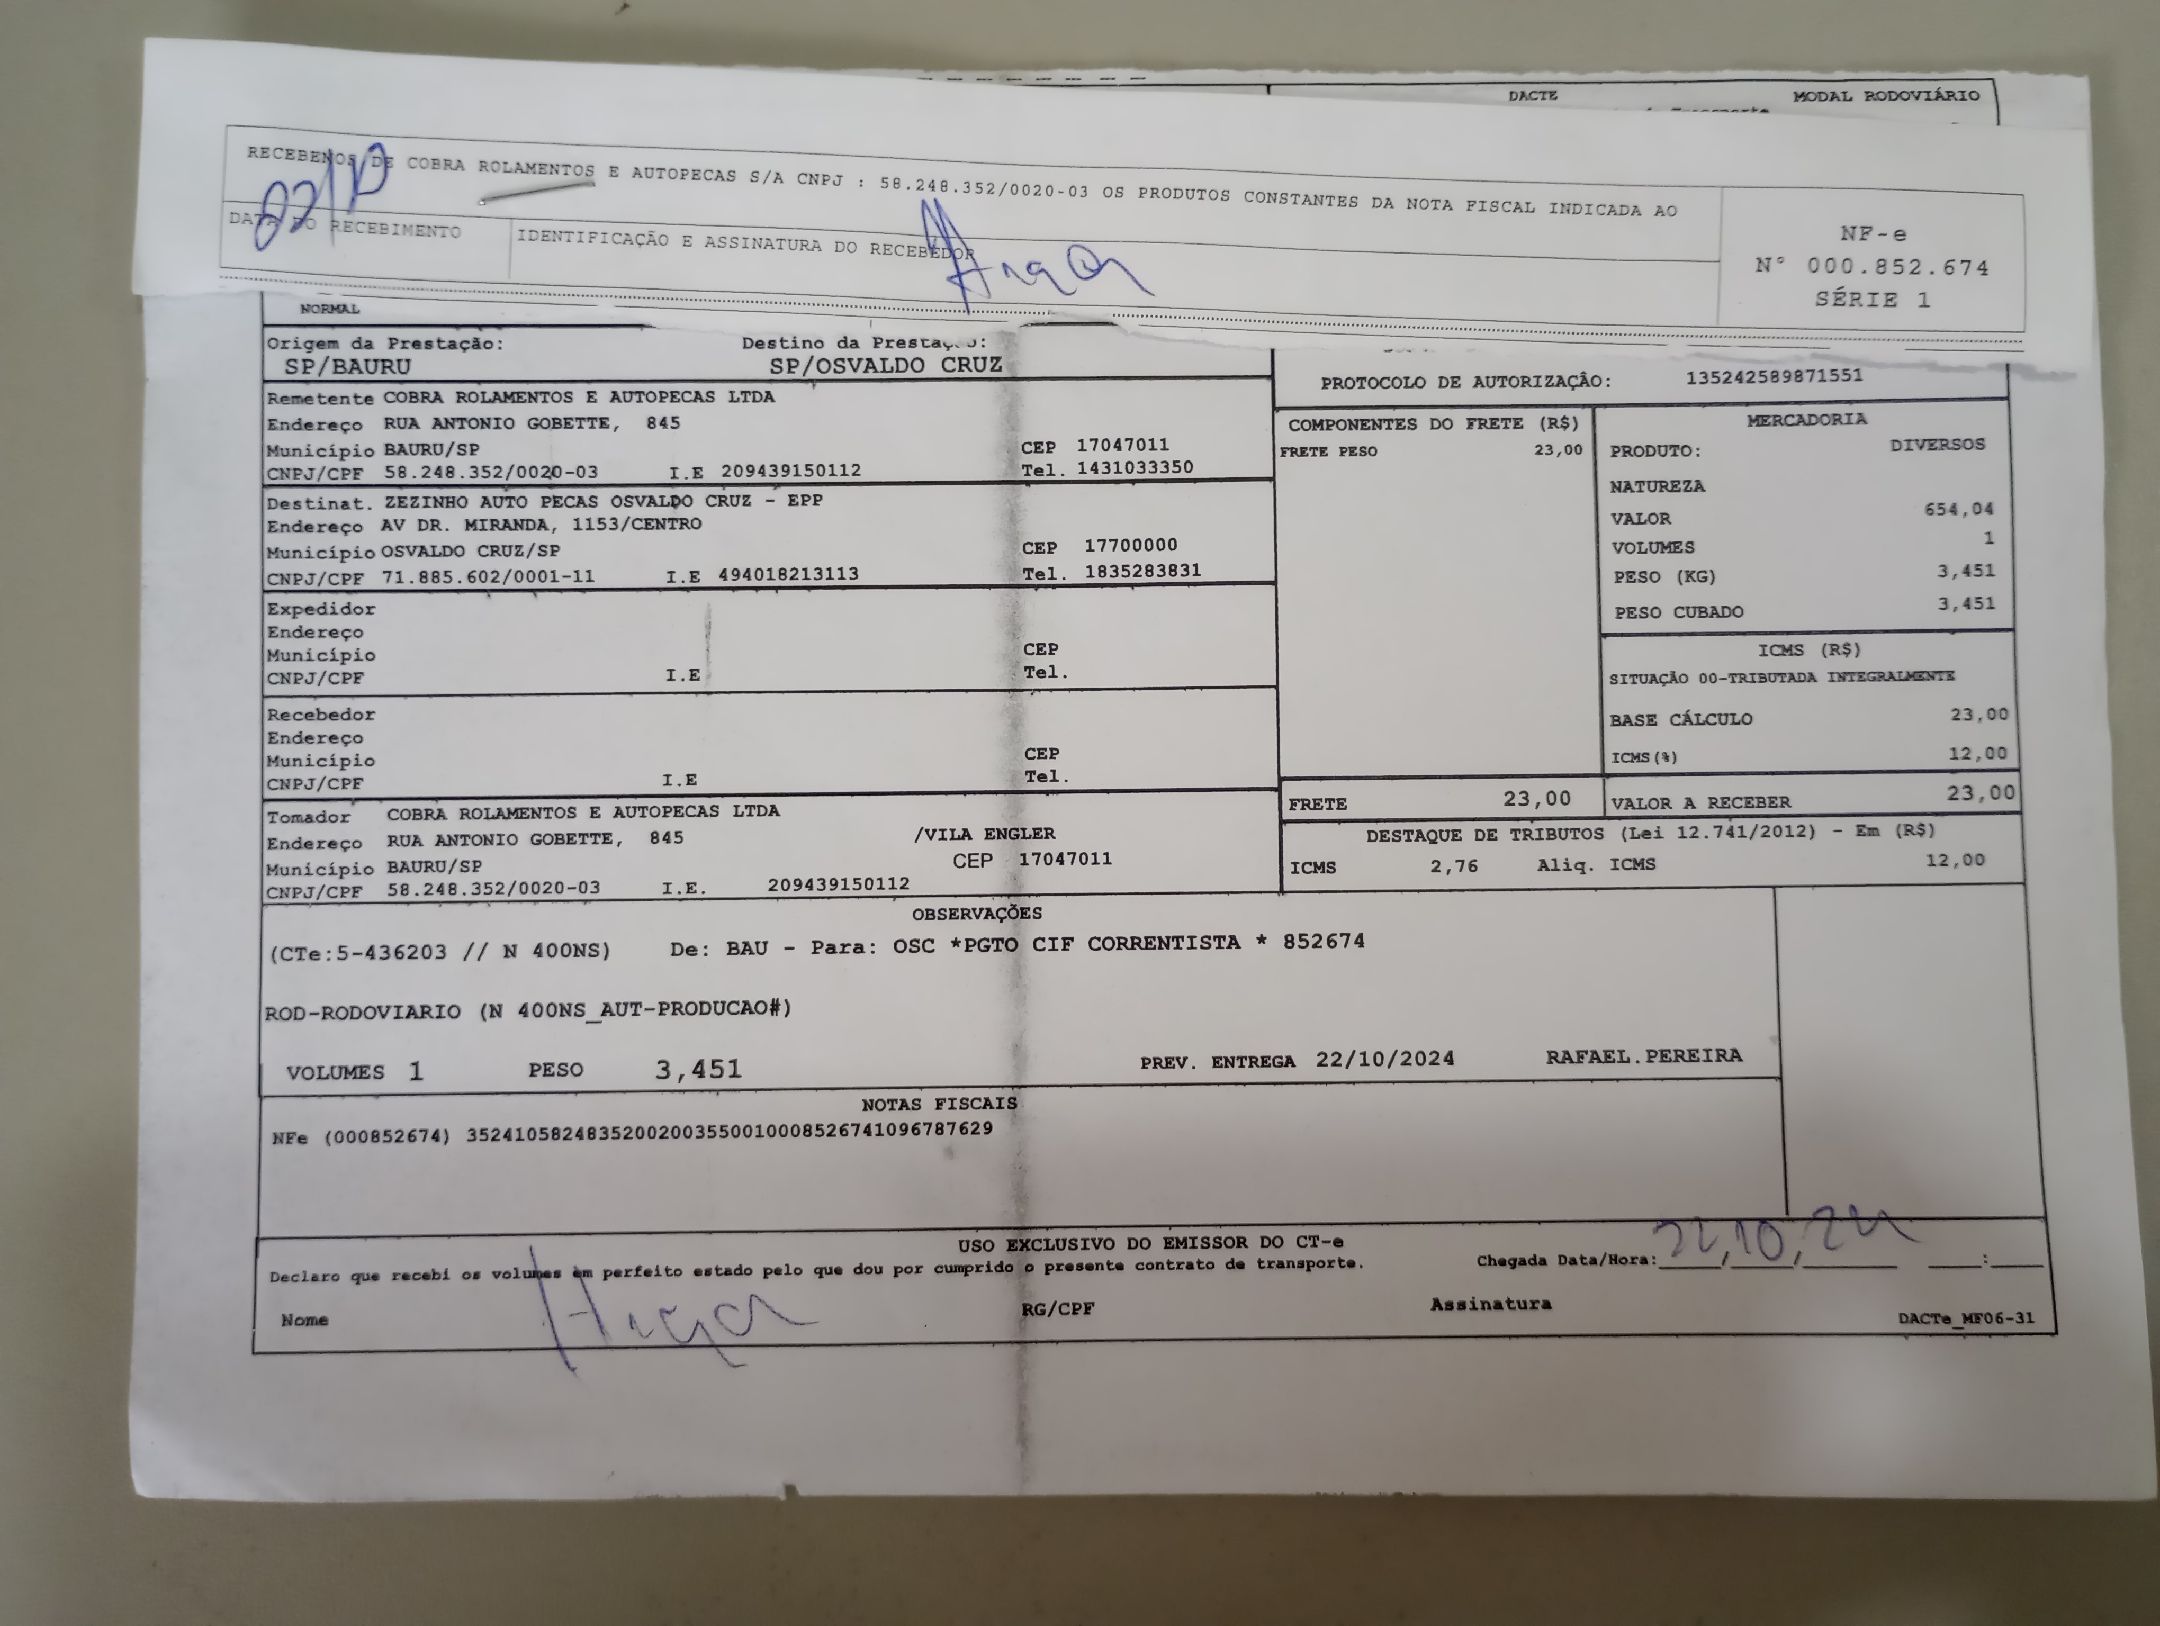 DACTE MODAL RODOVIÁRIO
RECEBEMOS DE COBRA ROLAMENTOS E AUTOPECAS S/A CNPJ : 58.248.352/0020-03 OS PRODUTOS CONSTANTES DA NOTA FISCAL INDICADA AO
DATA DO RECEBIMENTO
IDENTIFICAÇÃO E ASSINATURA DO RECEBEDOR
NF-e
N° 000.852.674
SÉRIE 1
NORMAL
Origem da Prestação: Destino da Prestação:
SP/BAURU SP/OSVALDO CRUZ
Remetente COBRA ROLAMENTOS E AUTOPECAS LTDA
Endereço RUA ANTONIO GOBETTE, 845
Município BAURU/SP CEP 17047011
CNPJ/CPF 58.248.352/0020-03 I.E 209439150112 Tel. 1431033350
Destinat. ZEZINHO AUTO PECAS OSVALDO CRUZ - EPP
Endereço AV DR. MIRANDA, 1153/CENTRO
Município OSVALDO CRUZ/SP CEP 17700000
CNPJ/CPF 71.885.602/0001-11 I.E 494018213113 Tel. 1835283831
Expedidor
Endereço
Município CEP
CNPJ/CPF I.E Tel.
Recebedor
Endereço
Município CEP
CNPJ/CPF I.E Tel.
Tomador COBRA ROLAMENTOS E AUTOPECAS LTDA
Endereço RUA ANTONIO GOBETTE, 845 /VILA ENGLER
Município BAURU/SP CEP 17047011
CNPJ/CPF 58.248.352/0020-03 I.E. 209439150112
PROTOCOLO DE AUTORIZAÇÃO: 135242589871551
COMPONENTES DO FRETE (R$)
FRETE PESO 23,00
MERCADORIA
PRODUTO: DIVERSOS
NATUREZA
VALOR 654,04
VOLUMES 1
PESO (KG) 3,451
PESO CUBADO 3,451
ICMS (R$)
SITUAÇÃO 00-TRIBUTADA INTEGRALMENTE
BASE CÁLCULO 23,00
ICMS(%) 12,00
FRETE 23,00 VALOR A RECEBER 23,00
DESTAQUE DE TRIBUTOS (Lei 12.741/2012) - Em (R$)
ICMS 2,76 Aliq. ICMS 12,00
OBSERVAÇÕES
(CTe:5-436203 // N 400NS) De: BAU - Para: OSC *PGTO CIF CORRENTISTA * 852674
ROD-RODOVIARIO (N 400NS_AUT-PRODUCAO#)
VOLUMES 1 PESO 3,451 PREV. ENTREGA 22/10/2024 RAFAEL.PEREIRA
NOTAS FISCAIS
NFe (000852674) 35241058248352002003550010008526741096787629
USO EXCLUSIVO DO EMISSOR DO CT-e
Declaro que recebi os volumes em perfeito estado pelo que dou por cumprido o presente contrato de transporte. Chegada Data/Hora: 22/10/24 :
Nome RG/CPF Assinatura
DACTe_MF06-31